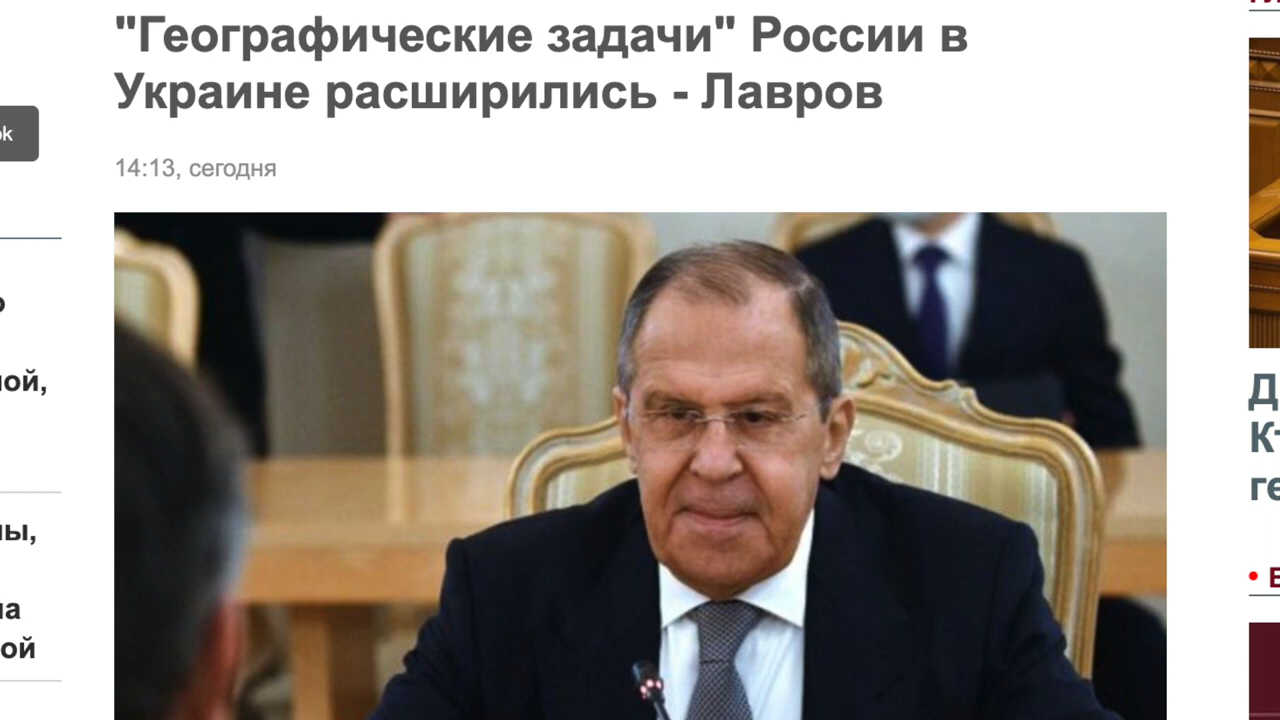 "Географические задачи" России в
Украине расширились - Лавров
14:13, сегодня